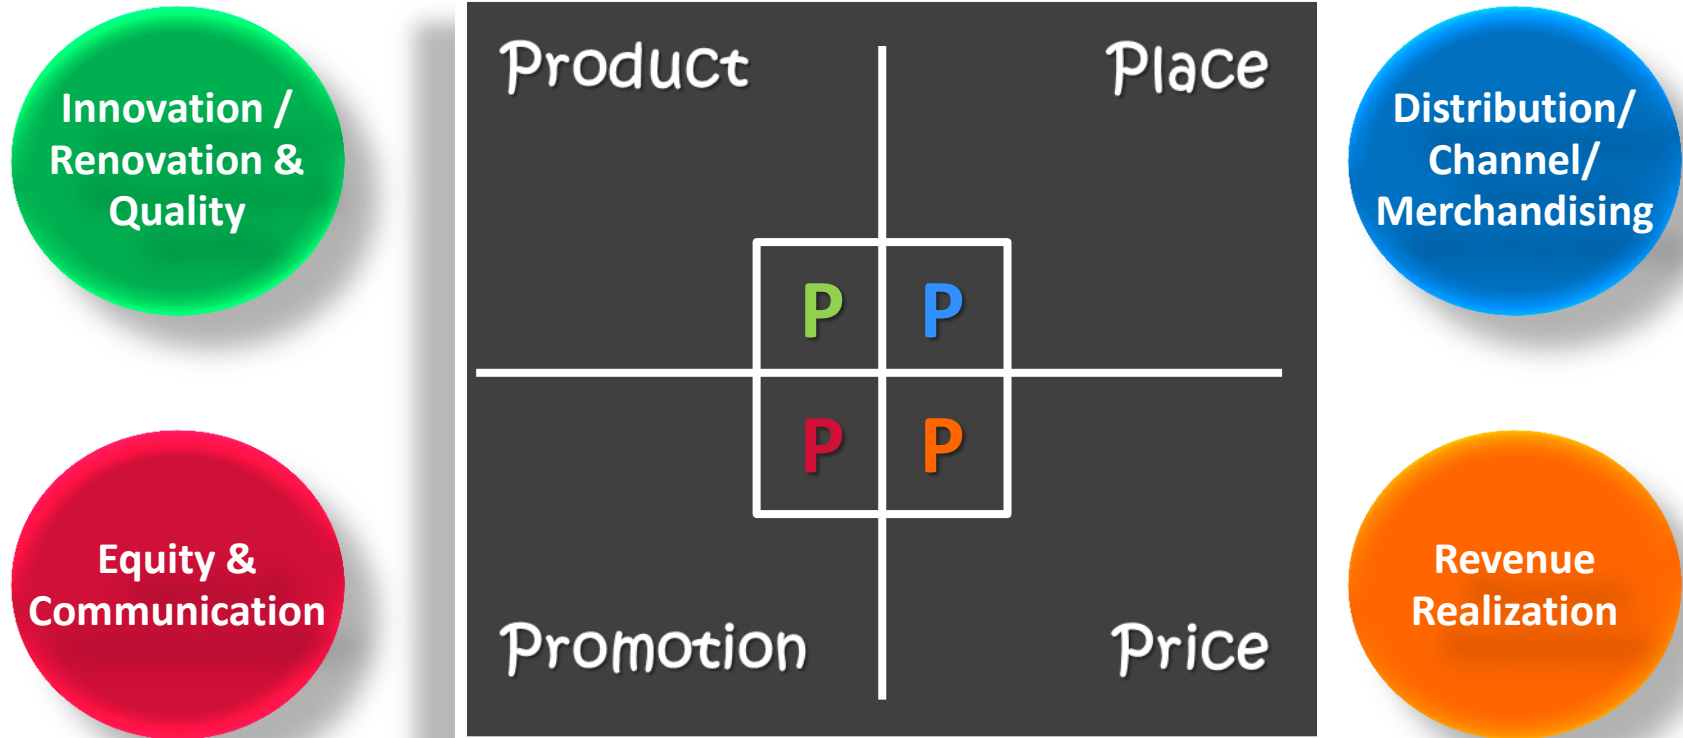 Innovation /
Renovation &
Quality
Equity &
Communication
Product
Place
P P
P P
Promotion
Price
Distribution/
Channel/
Merchandising
Revenue
Realization